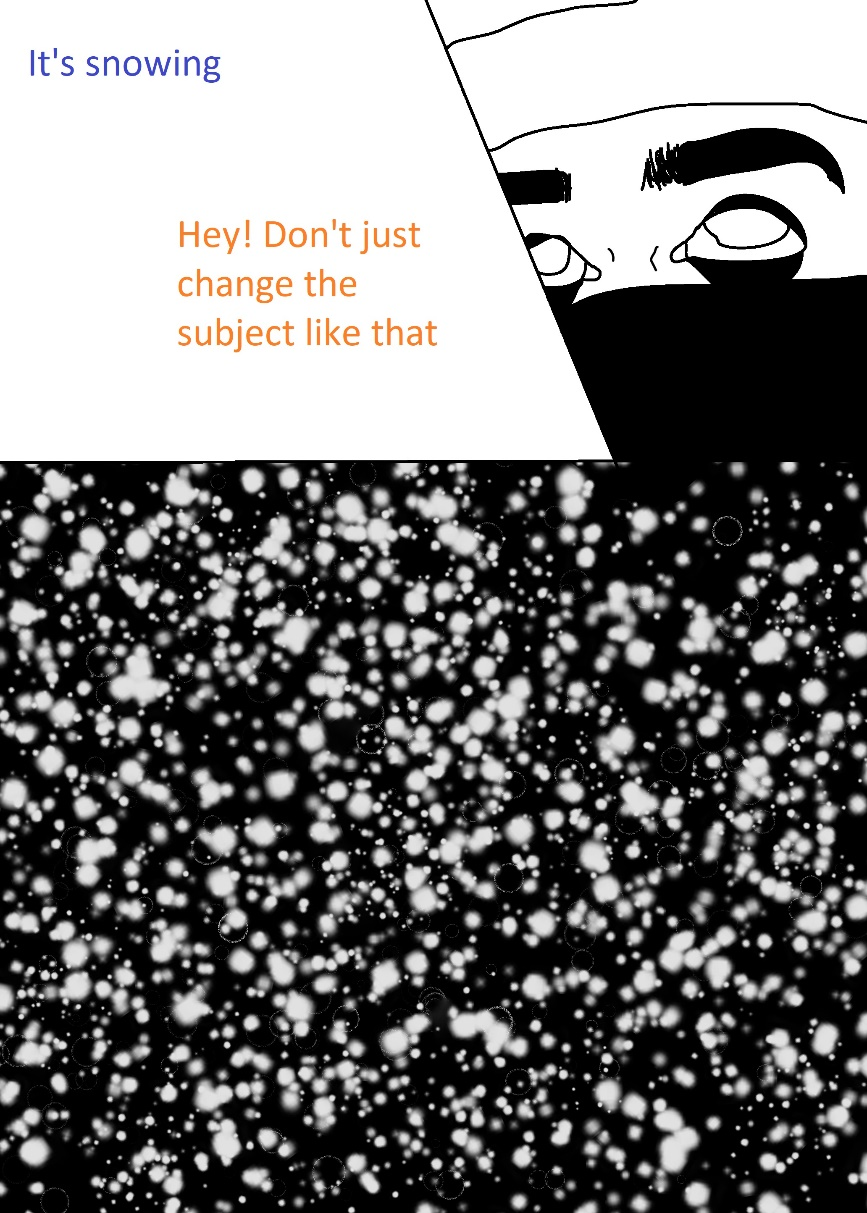 It's snowing
Hey! Don't just
change the
subject like that